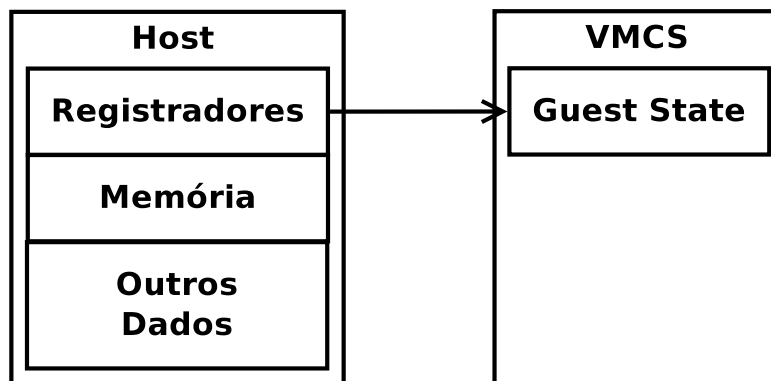 Host
Registradores
Memória
Outros
Dados
VMCS
Guest State